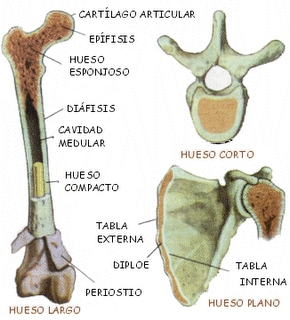 CARTÍLAGO ARTICULAR
EPÍFISIS
HUESO
ESPONJOSO
DIÁFISIS
CAVIDAD
MEDULAR
HUESO
COMPACTO
PERIOSTIO
HUESO LARGO
HUESO CORTO
TABLA
EXTERNA
DIPLOE
TABLA
INTERNA
HUESO PLANO